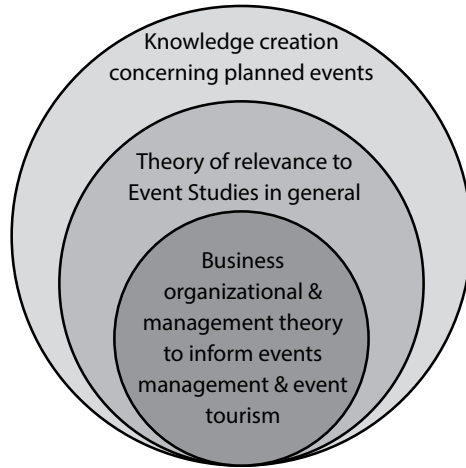 Knowledge creation
concerning planned events
Theory of relevance to
Event Studies in general
Business
organizational &
management theory
to inform events
management & event
tourism